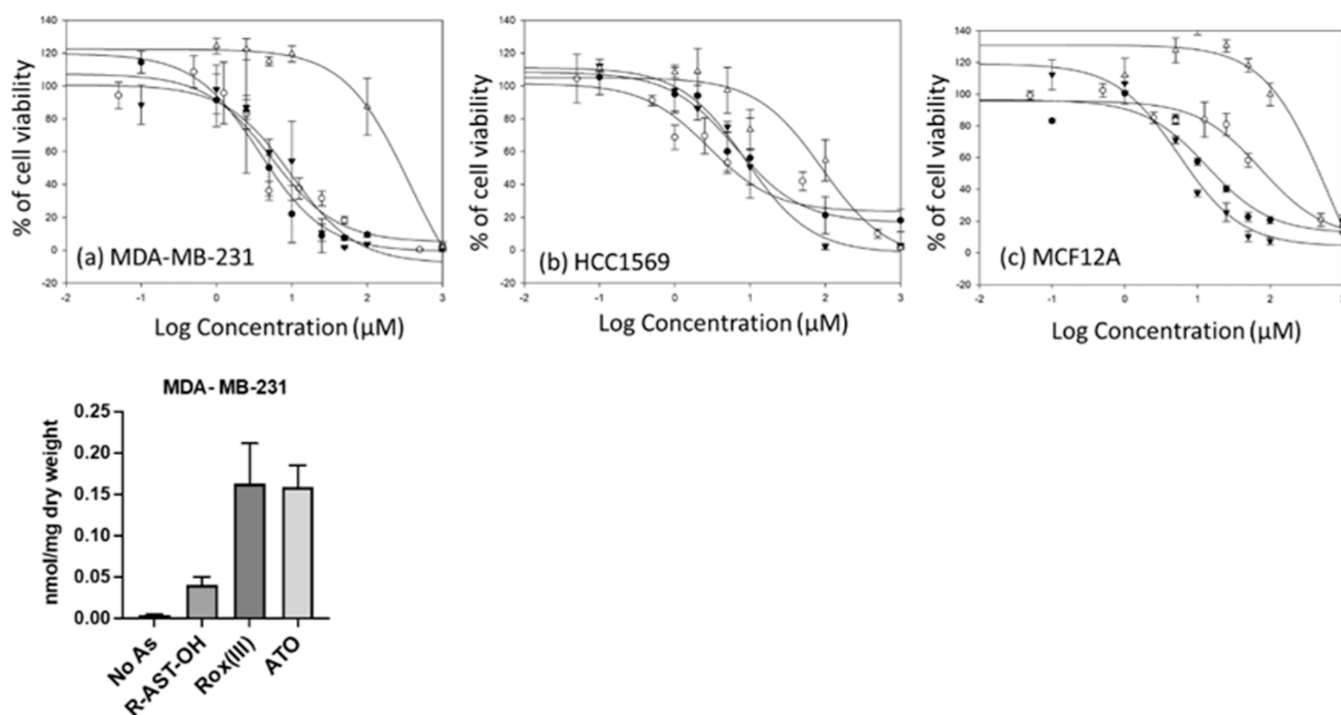 140
120
100
80
60
40
20
0
-20
% of cell viability
(a) MDA-MB-231
-2 -1 0 1 2 3
Log Concentration (μM)
140
120
100
80
60
40
20
0
-20
% of cell viability
(b) HCC1569
-2 -1 0 1 2 3
Log Concentration (μM)
140
120
100
80
60
40
20
0
-20
% of cell viability
(c) MCF12A
-2 -1 0 1 2 3
Log Concentration (μM)
MDA- MB-231
nmol/mg dry weight
0.25
0.20
0.15
0.10
0.05
0.00
No As
R-AST-OH
Rox(III)
ATO